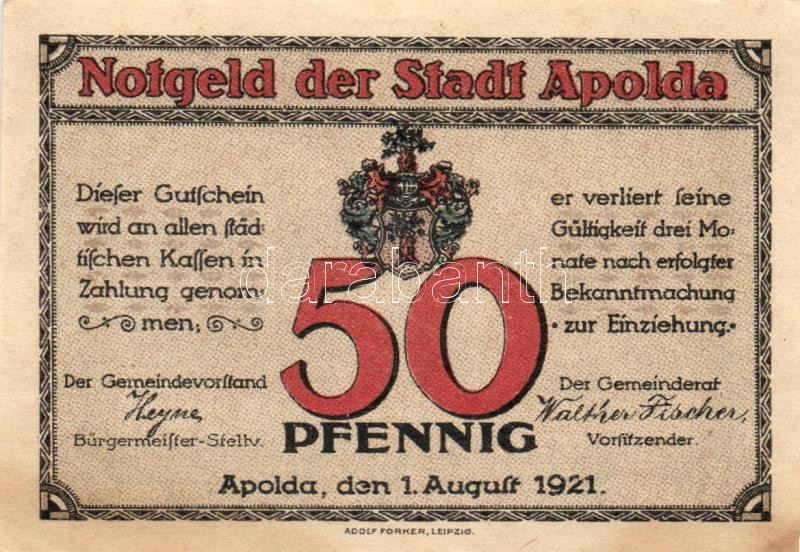 Notgeld der Stadt Apolda
Dieſer Gutſchein
wird an allen ſtäd-
tiſchen Kaſſen in
Zahlung genom-
men;
er verliert ſeine
Gültigkeit drei Mo-
nate nach erfolgter
Bekanntmachung
zur Einziehung.
50
PFENNIG
Der Gemeindevorſtand
Heyne
Bürgermeiſter-Stellv.
Der Gemeinderat
Walther Fischer,
Vorſitzender.
Apolda, den 1. Auguſt 1921.
ADOLF FORKER, LEIPZIG.
darabanth